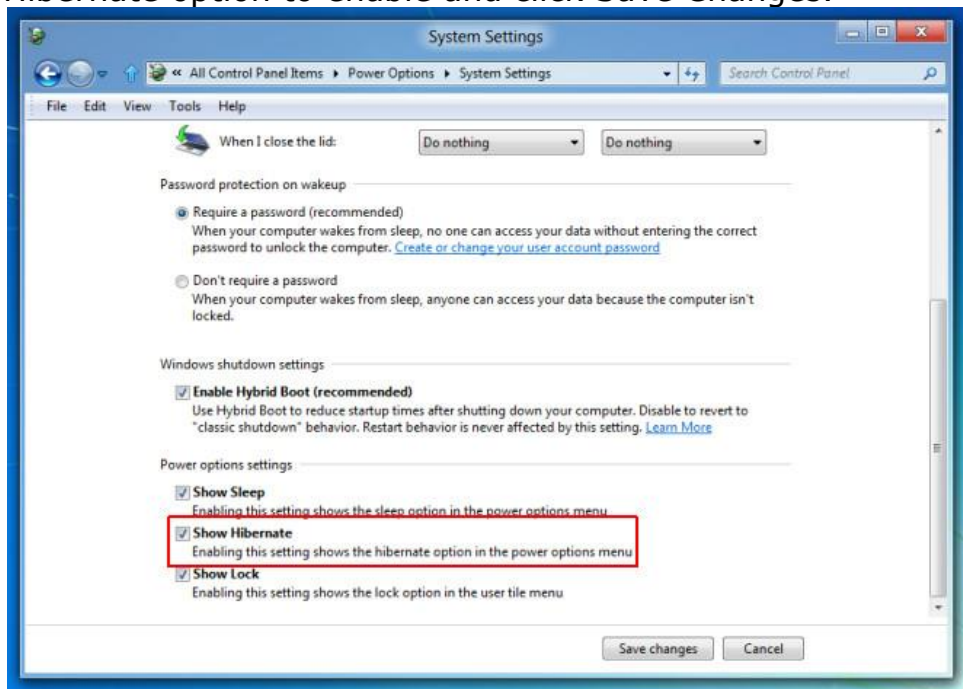 Hibernate option to enable and click Save Changes.
System Settings
« All Control Panel Items ▸ Power Options ▸ System Settings
Search Control Panel
File Edit View Tools Help
When I close the lid: Do nothing Do nothing
Password protection on wakeup
Require a password (recommended)
When your computer wakes from sleep, no one can access your data without entering the correct
password to unlock the computer. Create or change your user account password
Don't require a password
When your computer wakes from sleep, anyone can access your data because the computer isn't
locked.
Windows shutdown settings
Enable Hybrid Boot (recommended)
Use Hybrid Boot to reduce startup times after shutting down your computer. Disable to revert to
"classic shutdown" behavior. Restart behavior is never affected by this setting. Learn More
Power options settings
Show Sleep
Enabling this setting shows the sleep option in the power options menu
Show Hibernate
Enabling this setting shows the hibernate option in the power options menu
Show Lock
Enabling this setting shows the lock option in the user tile menu
Save changes Cancel